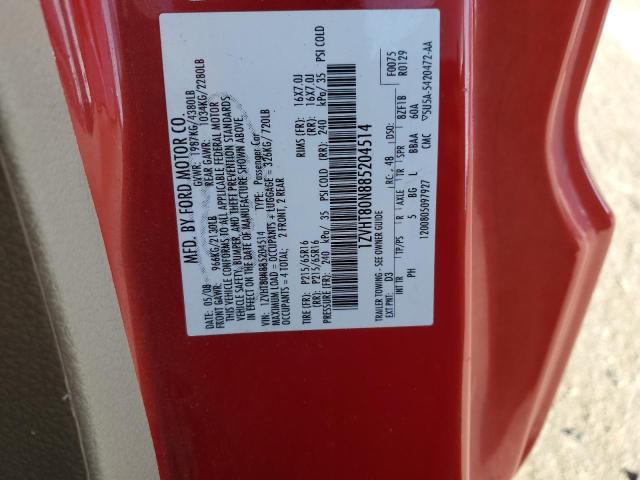 MFD. BY FORD MOTOR CO.
DATE: 05/08 GVWR: 1987KG/4380LB
FRONT GAWR: 966KG/2130LB REAR GAWR: 1034KG/2280LB
THIS VEHICLE CONFORMS TO ALL APPLICABLE FEDERAL MOTOR
VEHICLE SAFETY, BUMPER, AND THEFT PREVENTION STANDARDS
IN EFFECT ON THE DATE OF MANUFACTURE SHOWN ABOVE.
VIN: 1ZVHT80N885204514 TYPE: Passenger Car
MAXIMUM LOAD = OCCUPANTS + LUGGAGE = 326KG/720LB
OCCUPANTS = 4 TOTAL: 2 FRONT, 2 REAR
TIRE (FR): P215/65R16 RIMS (FR): 16X7.0J
(RR): P215/65R16 (RR): 16X7.0J
PRESSURE (FR): 240 kPa/ 35 PSI COLD (RR): 240 kPa/ 35 PSI COLD
1ZVHT80N885204514
TRAILER TOWING - SEE OWNER GUIDE F0075
EXT PNT: D3 RC: 48 DSO: R0129
INT TR TP/PS R AXLE TR SPR BZF1B
PH 5 BG L BBAA 60A
1200805097927 CMC 5U5A-5420472-AA